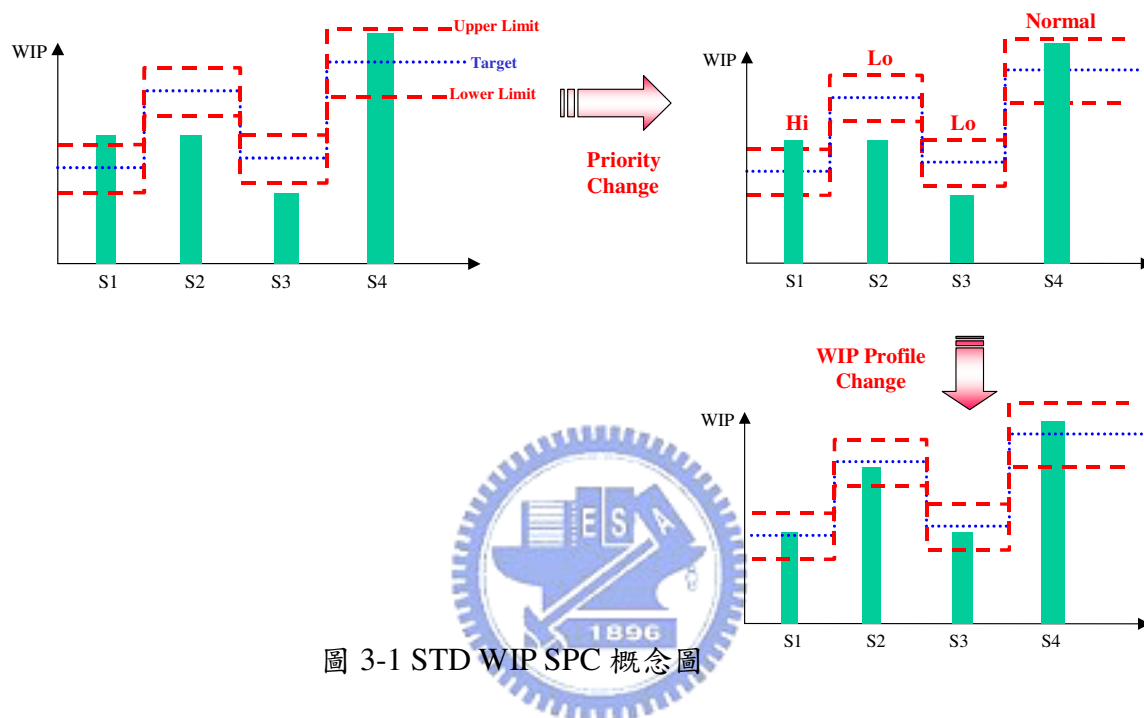 WIP
Upper Limit
Target
Lower Limit
S1 S2 S3 S4
Priority
Change
WIP
Hi
Lo
Lo
Normal
S1 S2 S3 S4
WIP Profile
Change
WIP
S1 S2 S3 S4
E S A
1896
圖 3-1 STD WIP SPC 概念圖